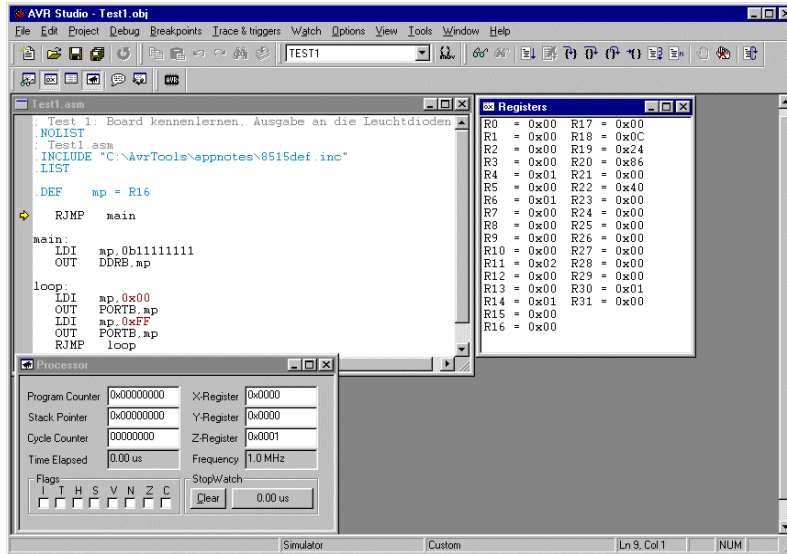 AVR Studio - Test1.obj
File Edit Project Debug Breakpoints Trace & triggers Watch Options View Tools Window Help
TEST1
AVR
Test1.asm
; Test 1: Board kennenlernen, Ausgabe an die Leuchtdioden
.NOLIST
; Test1.asm
.INCLUDE "C:\AvrTools\appnotes\8515def.inc"
.LIST
.DEF mp = R16
RJMP main
main:
LDI mp,0b11111111
OUT DDRB,mp
loop:
LDI mp,0x00
OUT PORTB,mp
LDI mp,0xFF
OUT PORTB,mp
RJMP loop
Registers
R0 = 0x00 R17 = 0x00
R1 = 0x00 R18 = 0x0C
R2 = 0x00 R19 = 0x24
R3 = 0x00 R20 = 0x86
R4 = 0x01 R21 = 0x00
R5 = 0x00 R22 = 0x40
R6 = 0x01 R23 = 0x00
R7 = 0x00 R24 = 0x00
R8 = 0x00 R25 = 0x00
R9 = 0x00 R26 = 0x00
R10 = 0x00 R27 = 0x00
R11 = 0x02 R28 = 0x00
R12 = 0x00 R29 = 0x00
R13 = 0x00 R30 = 0x01
R14 = 0x01 R31 = 0x00
R15 = 0x00
R16 = 0x00
Processor
Program Counter 0x00000000 X-Register 0x0000
Stack Pointer 0x00000000 Y-Register 0x0000
Cycle Counter 00000000 Z-Register 0x0001
Time Elapsed 0.00 us Frequency 1.0 MHz
Flags StopWatch
I T H S V N Z C
Clear 0.00 us
Simulator Custom Ln 9, Col 1 NUM